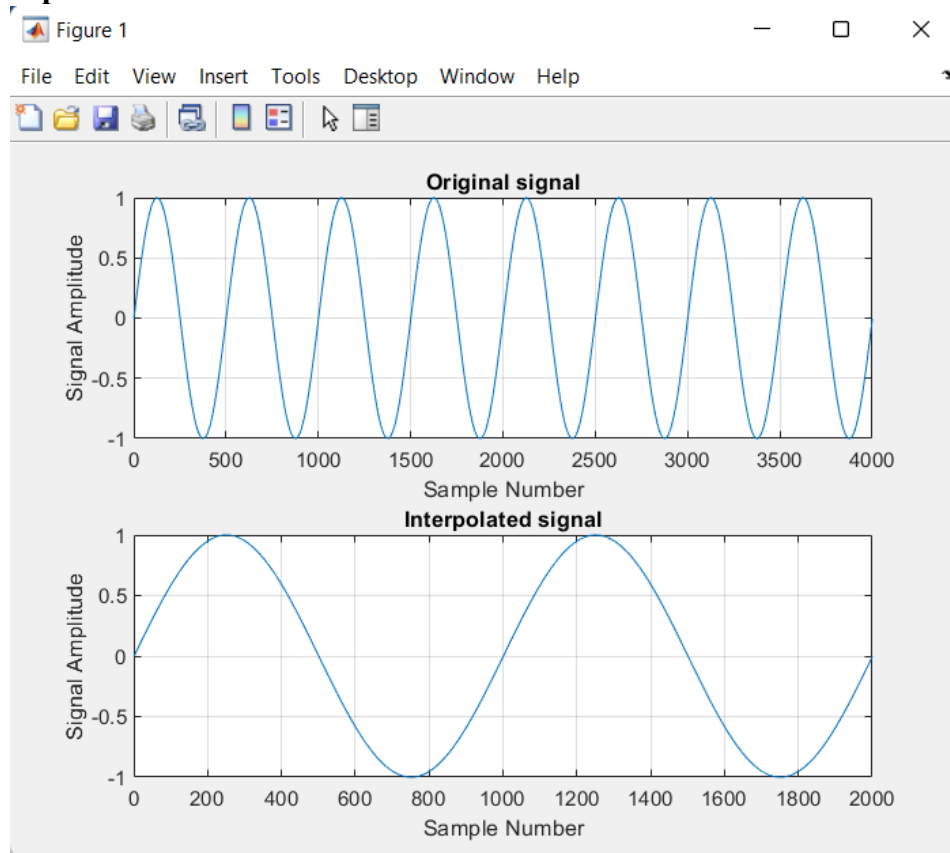 Figure 1
File Edit View Insert Tools Desktop Window Help
Original signal
1
0.5
0
-0.5
-1
Signal Amplitude
0 500 1000 1500 2000 2500 3000 3500 4000
Sample Number
Interpolated signal
1
0.5
0
-0.5
-1
Signal Amplitude
0 200 400 600 800 1000 1200 1400 1600 1800 2000
Sample Number